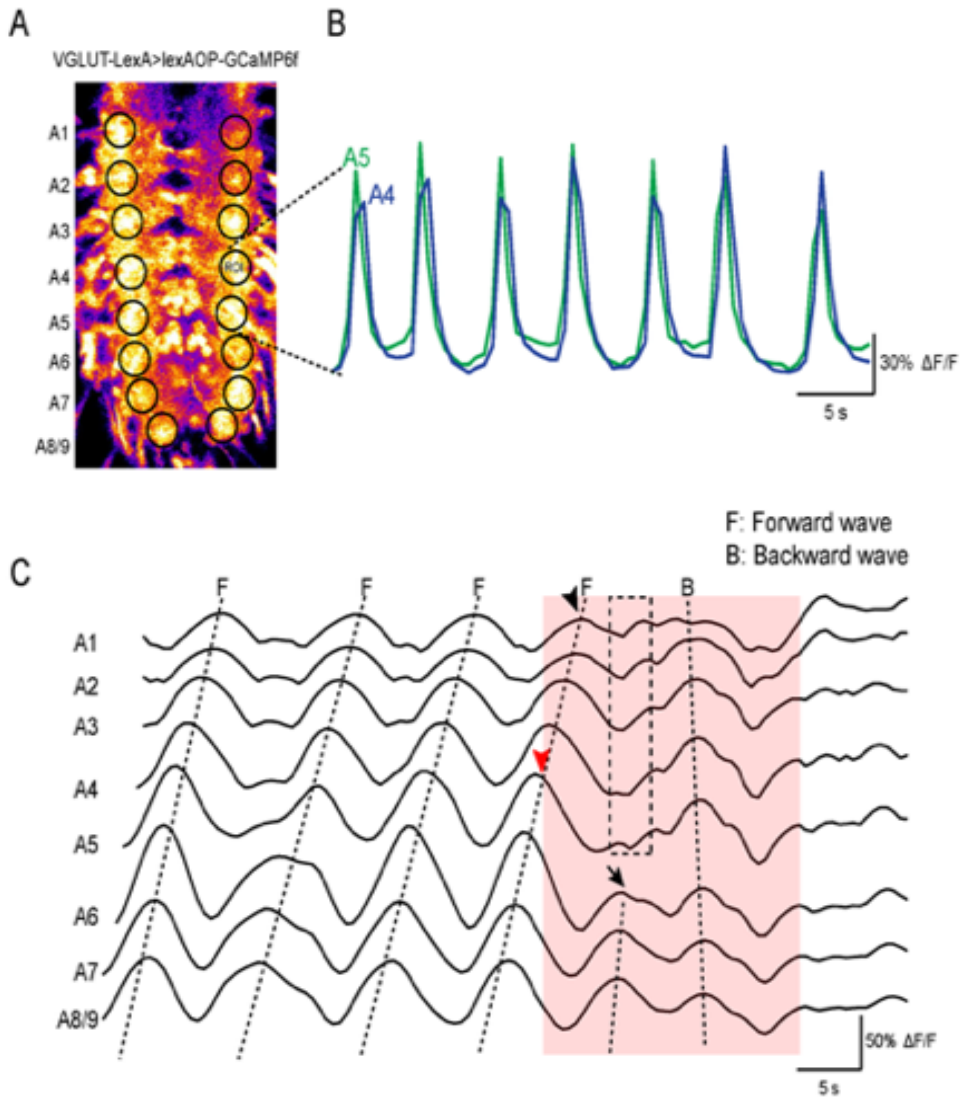 A
VGLUT-LexA>lexAOP-GCaMP6f
A1
A2
A3
A4
A5
A6
A7
A8/9
ROI
B
A5
A4
30% ΔF/F
5 s
F: Forward wave
B: Backward wave
C
F F F F B
A1
A2
A3
A4
A5
A6
A7
A8/9
50% ΔF/F
5 s